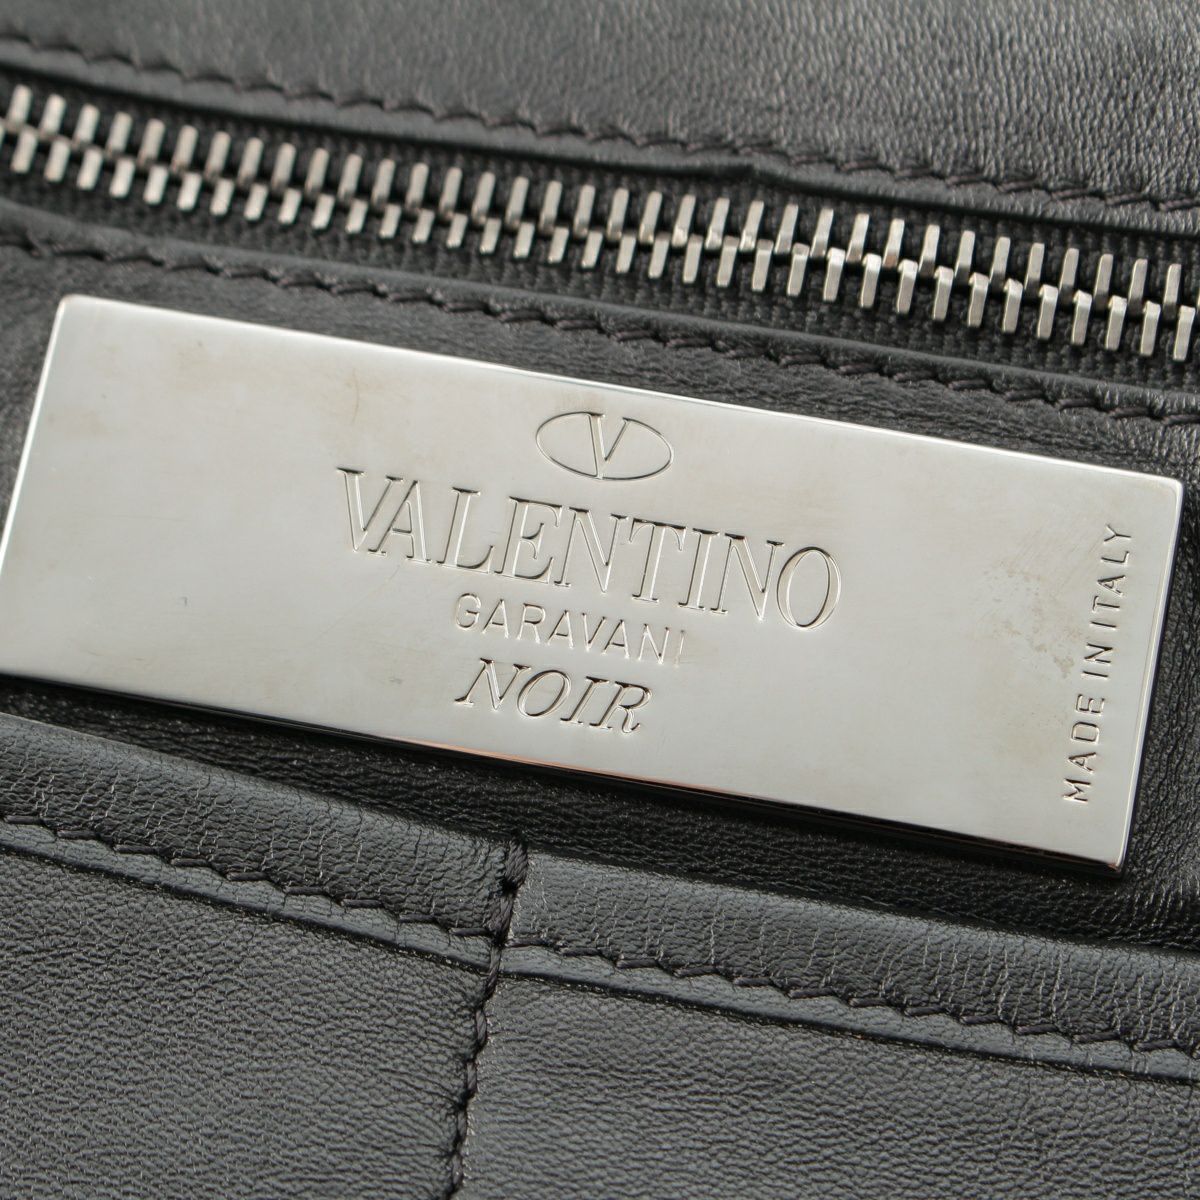 V
VALENTINO
GARAVANI
NOIR
MADE IN ITALY